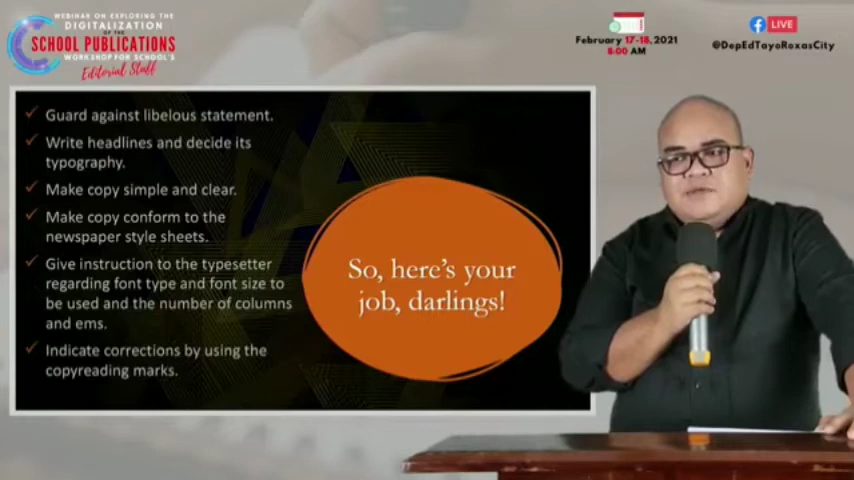 WEBINAR ON EXPLORING THE
DIGITALIZATION
OF THE
SCHOOL PUBLICATIONS
WORKSHOP FOR SCHOOL'S
Editorial Staff
February 17-18, 2021
8:00 AM
LIVE
@DepEdTayoRoxasCity
Guard against libelous statement.
Write headlines and decide its
typography.
Make copy simple and clear.
Make copy conform to the
newspaper style sheets.
Give instruction to the typesetter
regarding font type and font size to
be used and the number of columns
and ems.
Indicate corrections by using the
copyreading marks.
So, here's your
job, darlings!